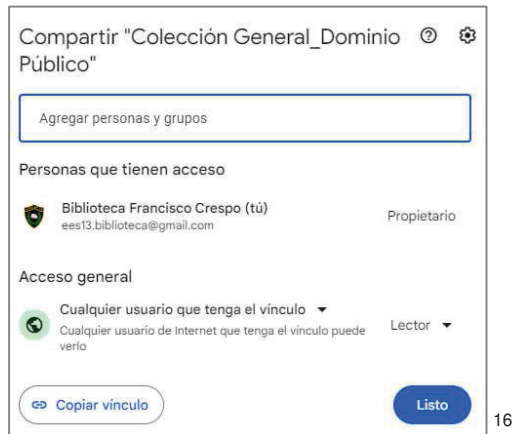 Compartir "Colección General_Dominio
Público"
Agregar personas y grupos
Personas que tienen acceso
Biblioteca Francisco Crespo (tú)
ees13.biblioteca@gmail.com
Propietario
Acceso general
Cualquier usuario que tenga el vínculo
Cualquier usuario de Internet que tenga el vínculo puede
verlo
Lector
Copiar vínculo
Listo
16